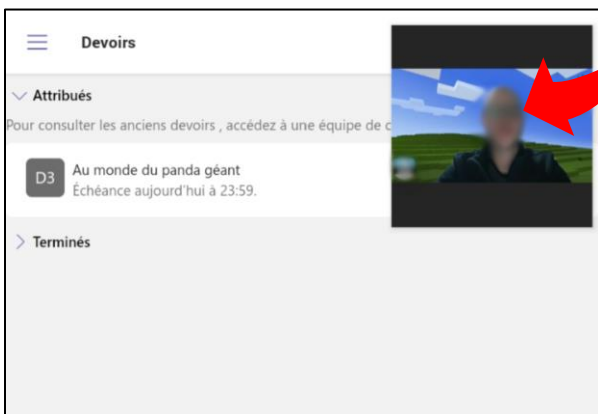 Devoirs
Attribués
Pour consulter les anciens devoirs , accédez à une équipe de
D3
Au monde du panda géant
Échéance aujourd'hui à 23:59.
Terminés